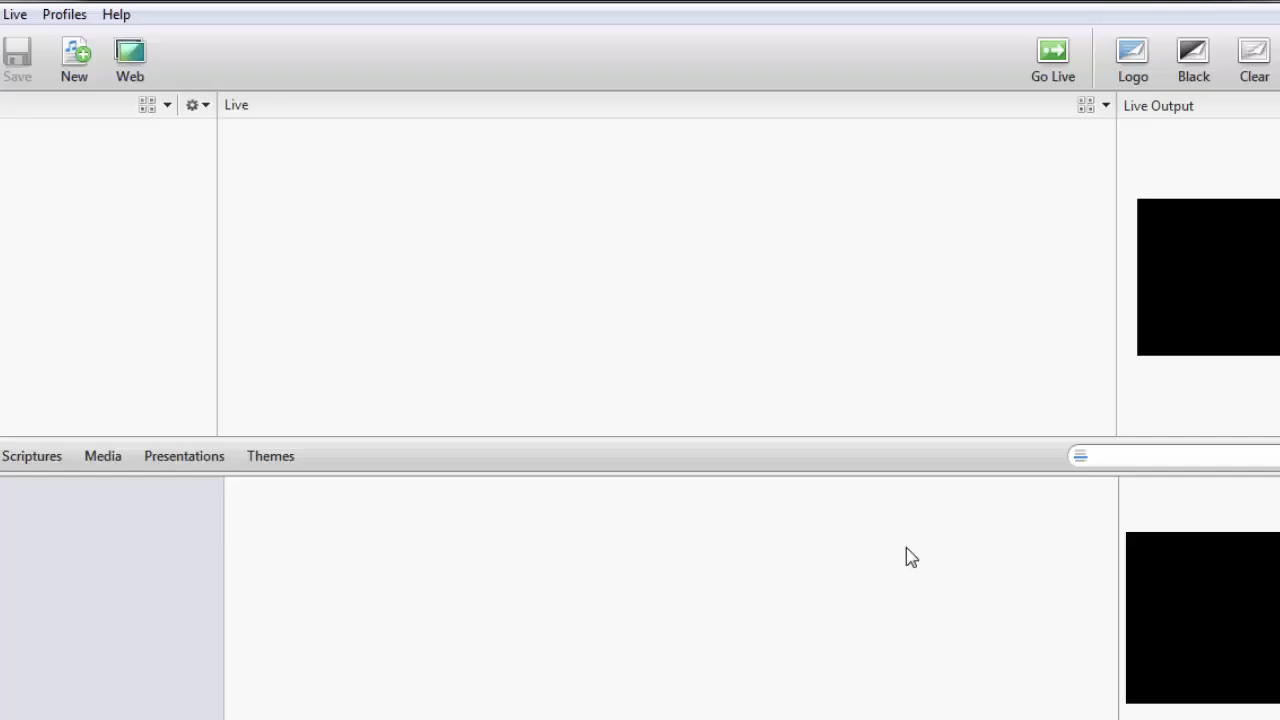 Live Profiles Help
Save New Web Go Live Logo Black Clear
Live Live Output
Scriptures Media Presentations Themes